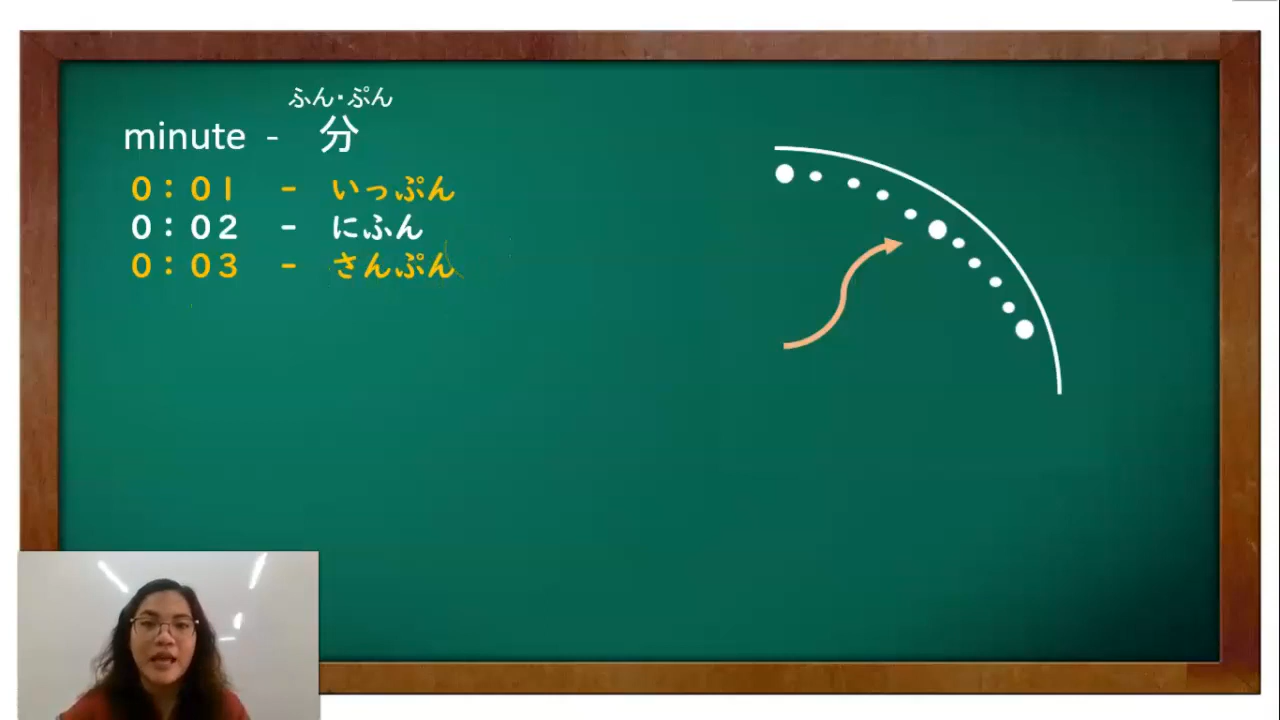 ふん・ぷん
minute - 分
0:01 - いっぷん
0:02 - にふん
0:03 - さんぷん